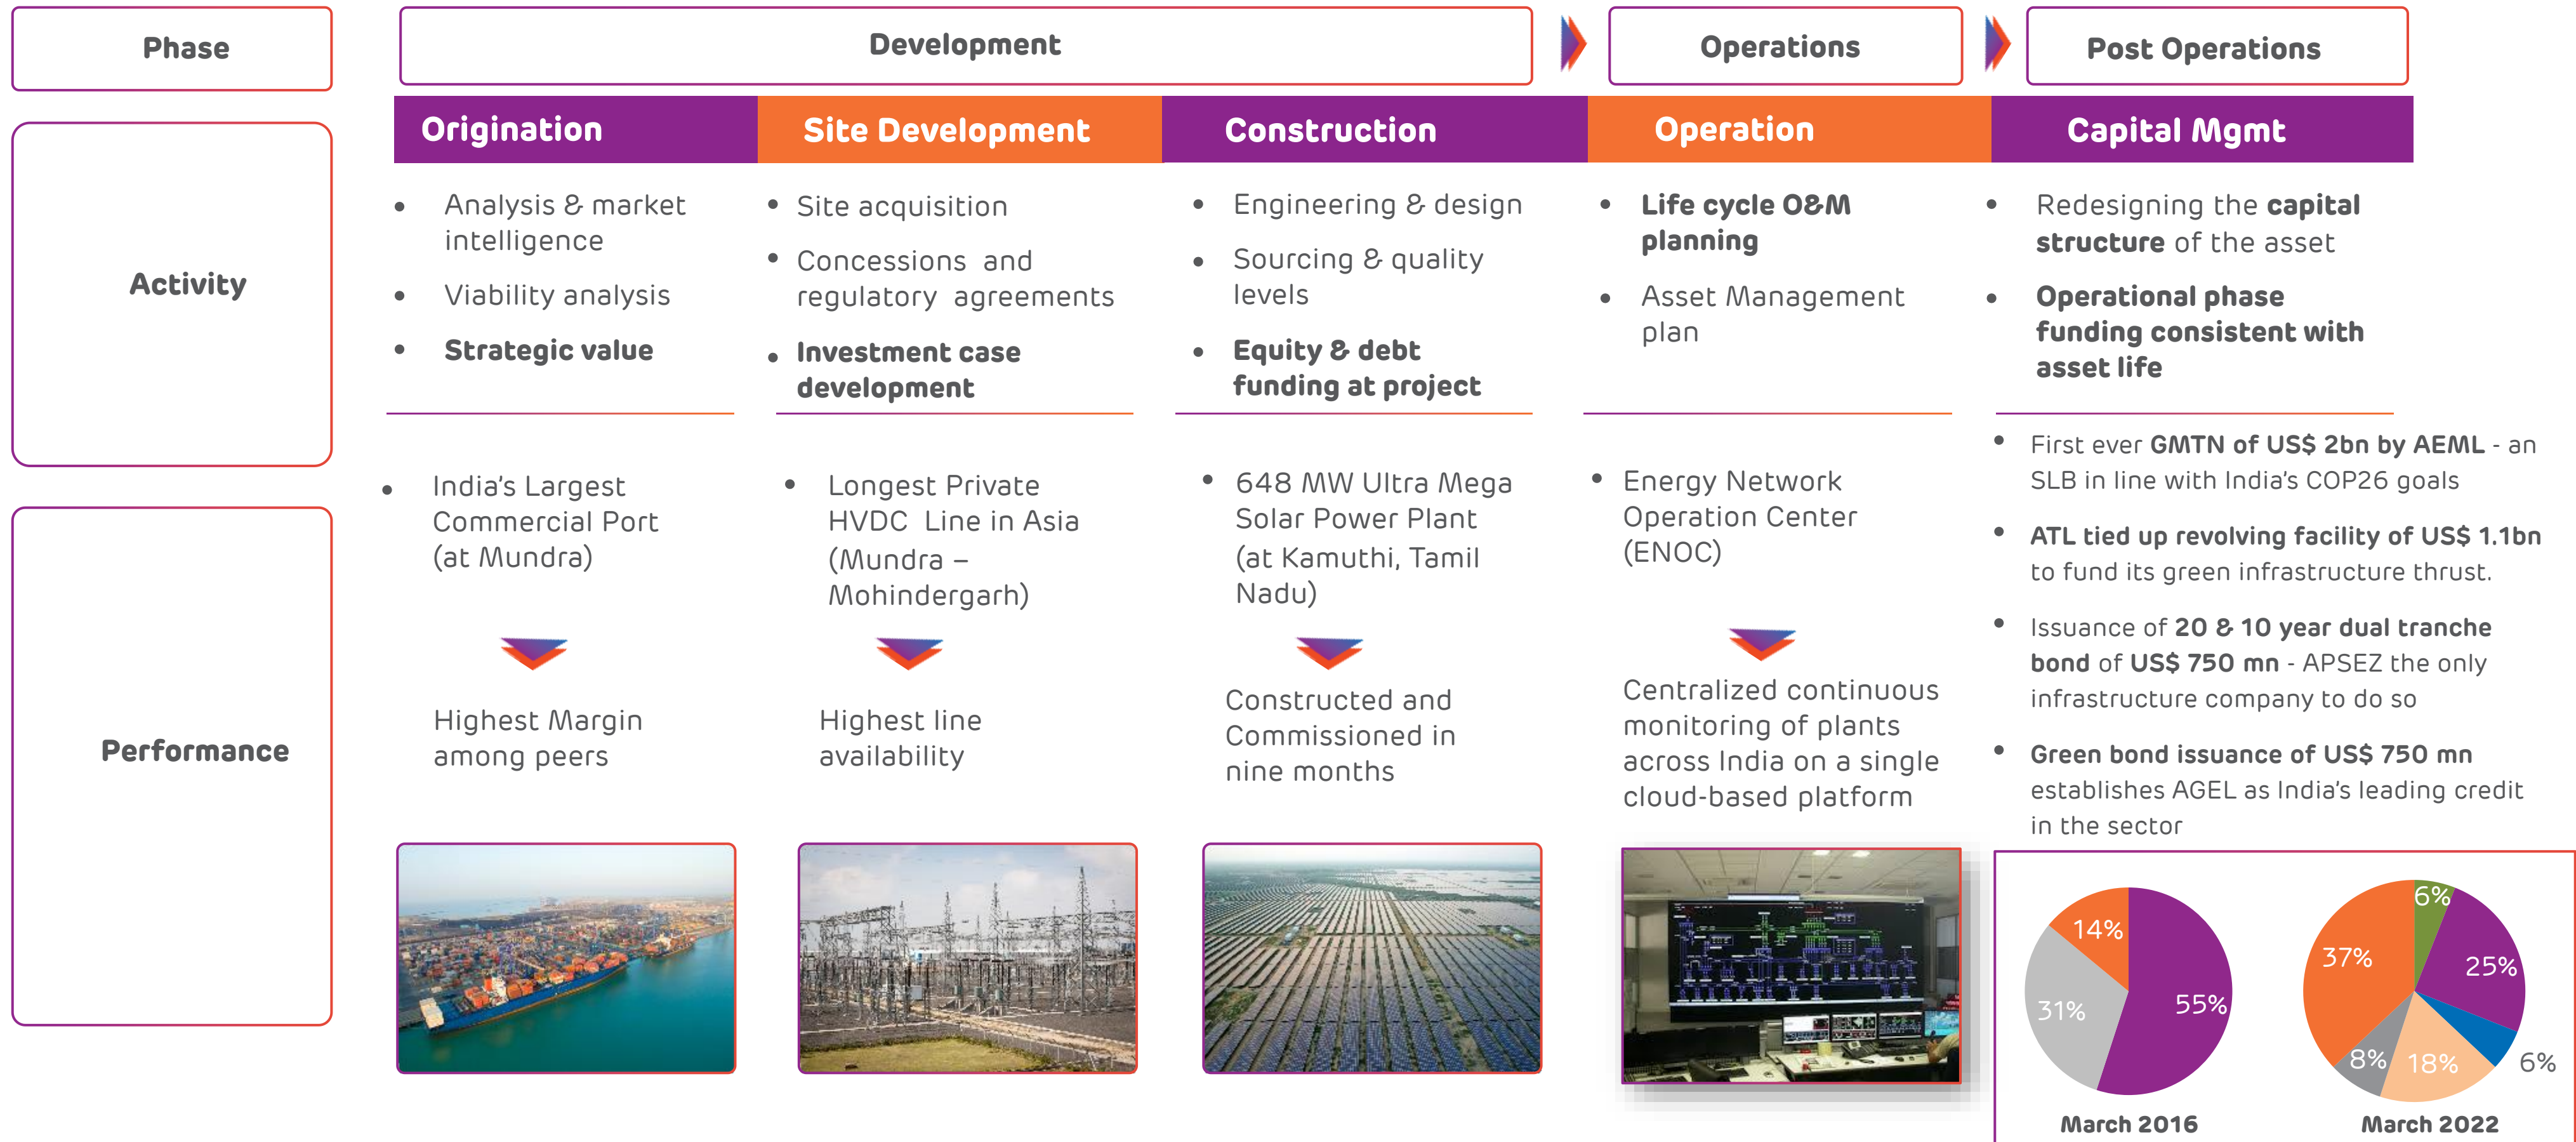 Phase
Development
Operations
Post Operations
Origination
Site Development
Construction
Operation
Capital Mgmt
Activity
• Analysis & market
intelligence
• Viability analysis
• Strategic value
• Site acquisition
• Concessions and
regulatory agreements
• Investment case
development
• Engineering & design
• Sourcing & quality
levels
• Equity & debt
funding at project
• Life cycle O&M
planning
• Asset Management
plan
• Redesigning the capital
structure of the asset
• Operational phase
funding consistent with
asset life
Performance
• India's Largest
Commercial Port
(at Mundra)
Highest Margin
among peers
• Longest Private
HVDC Line in Asia
(Mundra –
Mohindergarh)
Highest line
availability
• 648 MW Ultra Mega
Solar Power Plant
(at Kamuthi, Tamil
Nadu)
Constructed and
Commissioned in
nine months
• Energy Network
Operation Center
(ENOC)
Centralized continuous
monitoring of plants
across India on a single
cloud-based platform
• First ever GMTN of US$ 2bn by AEML - an
SLB in line with India's COP26 goals
• ATL tied up revolving facility of US$ 1.1bn
to fund its green infrastructure thrust.
• Issuance of 20 & 10 year dual tranche
bond of US$ 750 mn - APSEZ the only
infrastructure company to do so
• Green bond issuance of US$ 750 mn
establishes AGEL as India's leading credit
in the sector
14%
31%
55%
March 2016
6%
37%
25%
8%
18%
6%
March 2022